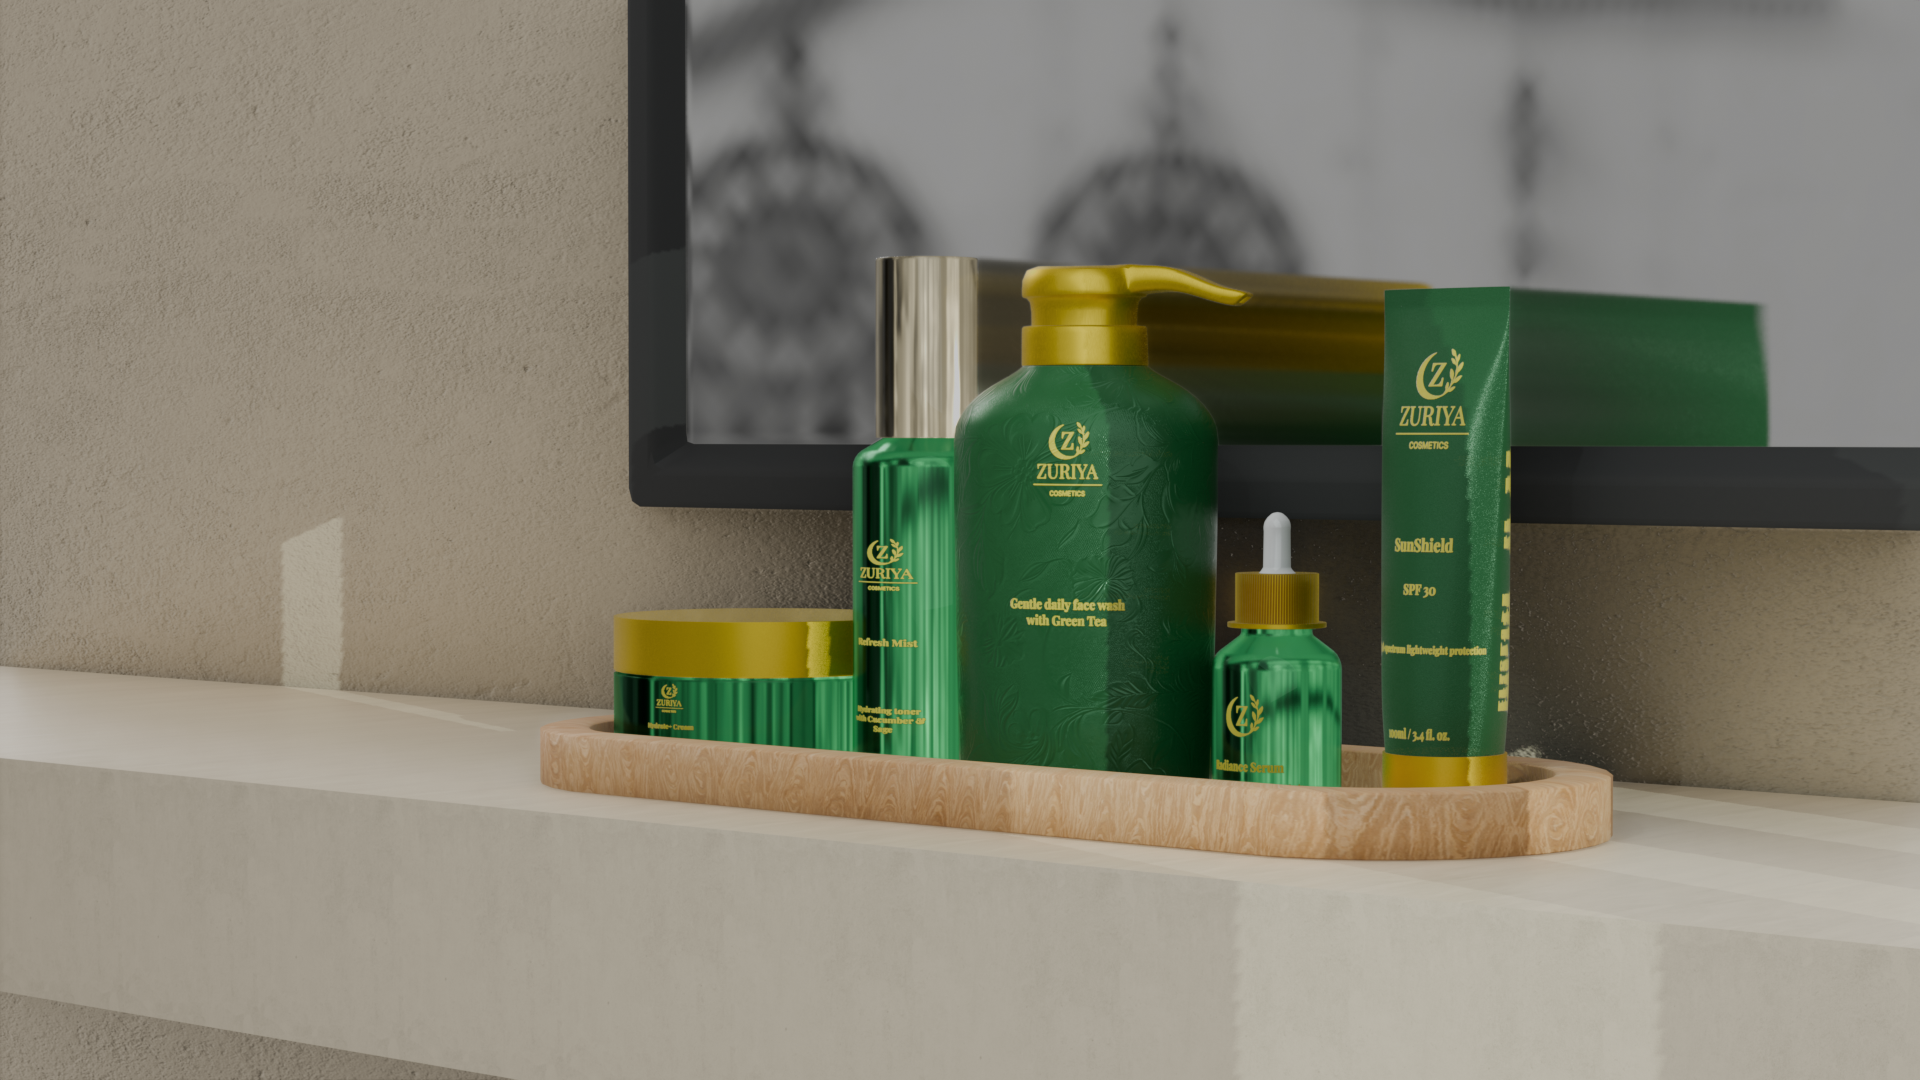 Z
ZURIYA
COSMETICS
Hydrate+ Cream
Z
ZURIYA
COSMETICS
Refresh Mist
Hydrating toner
with Cucumber &
Sage
Z
ZURIYA
COSMETICS
Gentle daily face wash
with Green Tea
Z
Radiance Serum
Z
ZURIYA
COSMETICS
SunShield
SPF 30
lightweight protection
100ml / 3.4 fl. oz.